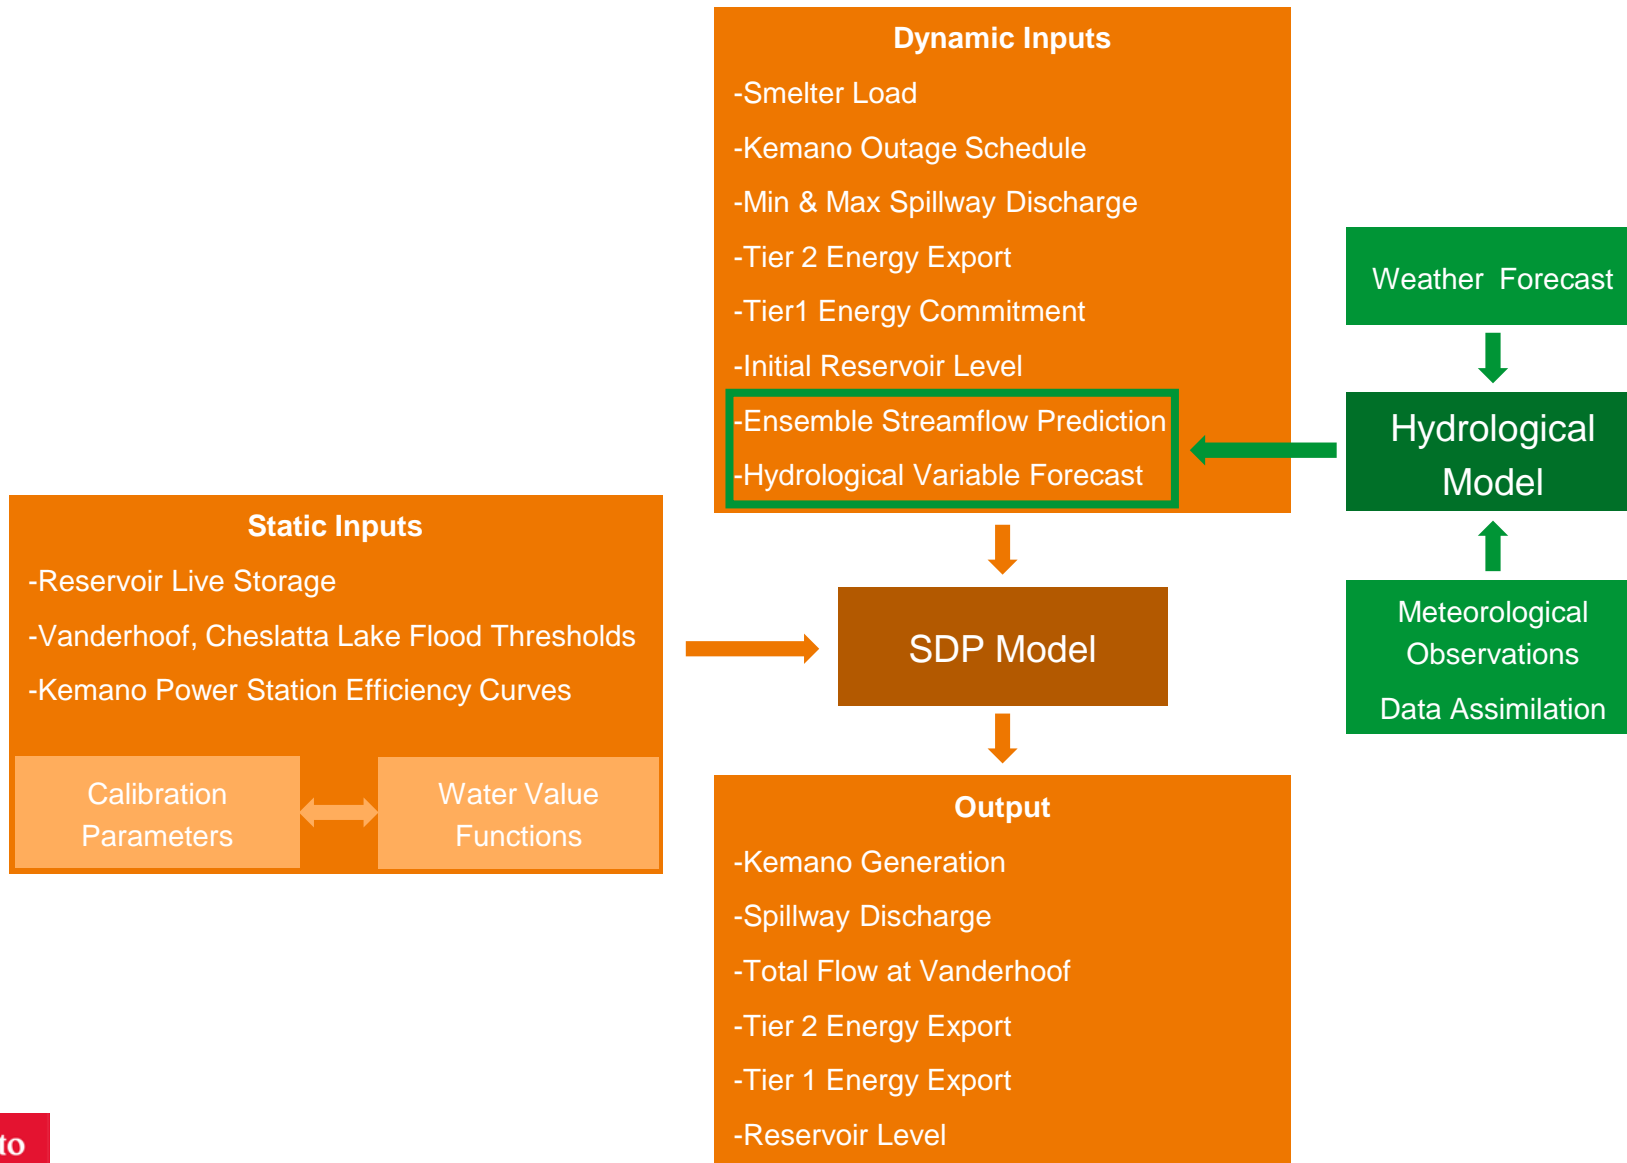 Dynamic Inputs
-Smelter Load
-Kemano Outage Schedule
-Min & Max Spillway Discharge
-Tier 2 Energy Export
-Tier1 Energy Commitment
-Initial Reservoir Level
-Ensemble Streamflow Prediction
-Hydrological Variable Forecast
Weather Forecast
Hydrological
Model
Meteorological
Observations
Data Assimilation
Static Inputs
-Reservoir Live Storage
-Vanderhoof, Cheslatta Lake Flood Thresholds
-Kemano Power Station Efficiency Curves
Calibration
Parameters
Water Value
Functions
SDP Model
Output
-Kemano Generation
-Spillway Discharge
-Total Flow at Vanderhoof
-Tier 2 Energy Export
-Tier 1 Energy Export
-Reservoir Level
to